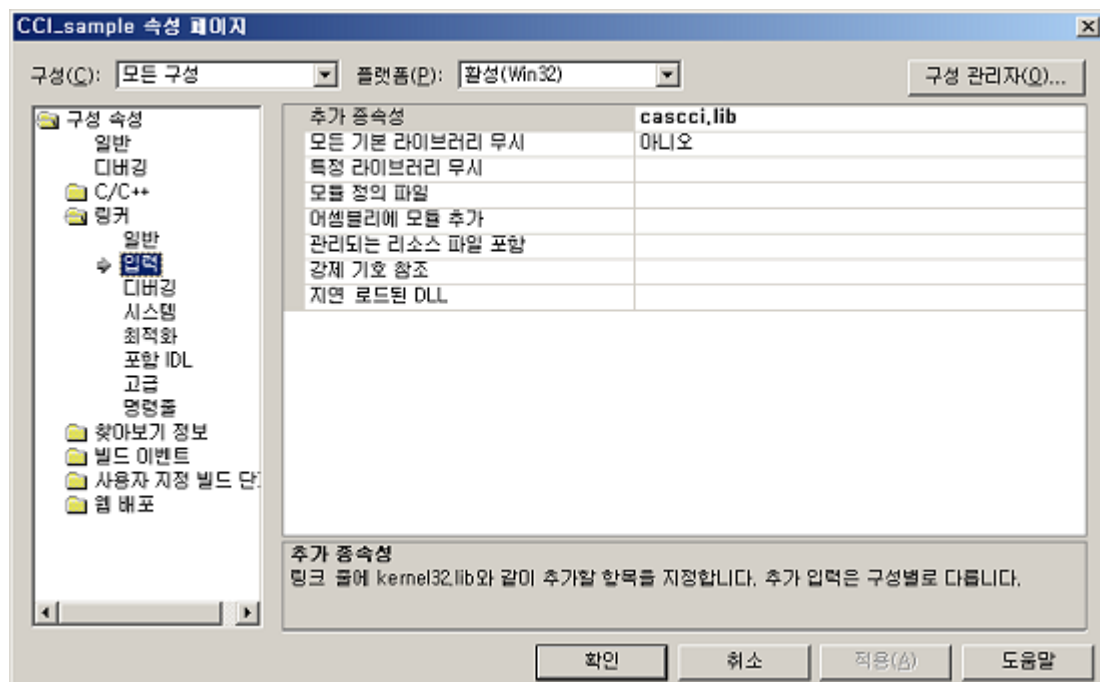 CCI_sample 속성 페이지
구성(C): 모든 구성 플랫폼(P): 활성(Win32) 구성 관리자(O)...
구성 속성
일반
디버깅
C/C++
링커
일반
입력
디버깅
시스템
최적화
포함 IDL
고급
명령줄
찾아보기 정보
빌드 이벤트
사용자 지정 빌드 단
웹 배포
추가 종속성 cascci.lib
모든 기본 라이브러리 무시 아니오
특정 라이브러리 무시
모듈 정의 파일
어셈블리에 모듈 추가
관리되는 리소스 파일 포함
강제 기호 참조
지연 로드된 DLL
추가 종속성
링크 줄에 kernel32.lib와 같이 추가할 항목을 지정합니다. 추가 입력은 구성별로 다릅니다.
확인 취소 적용(A) 도움말